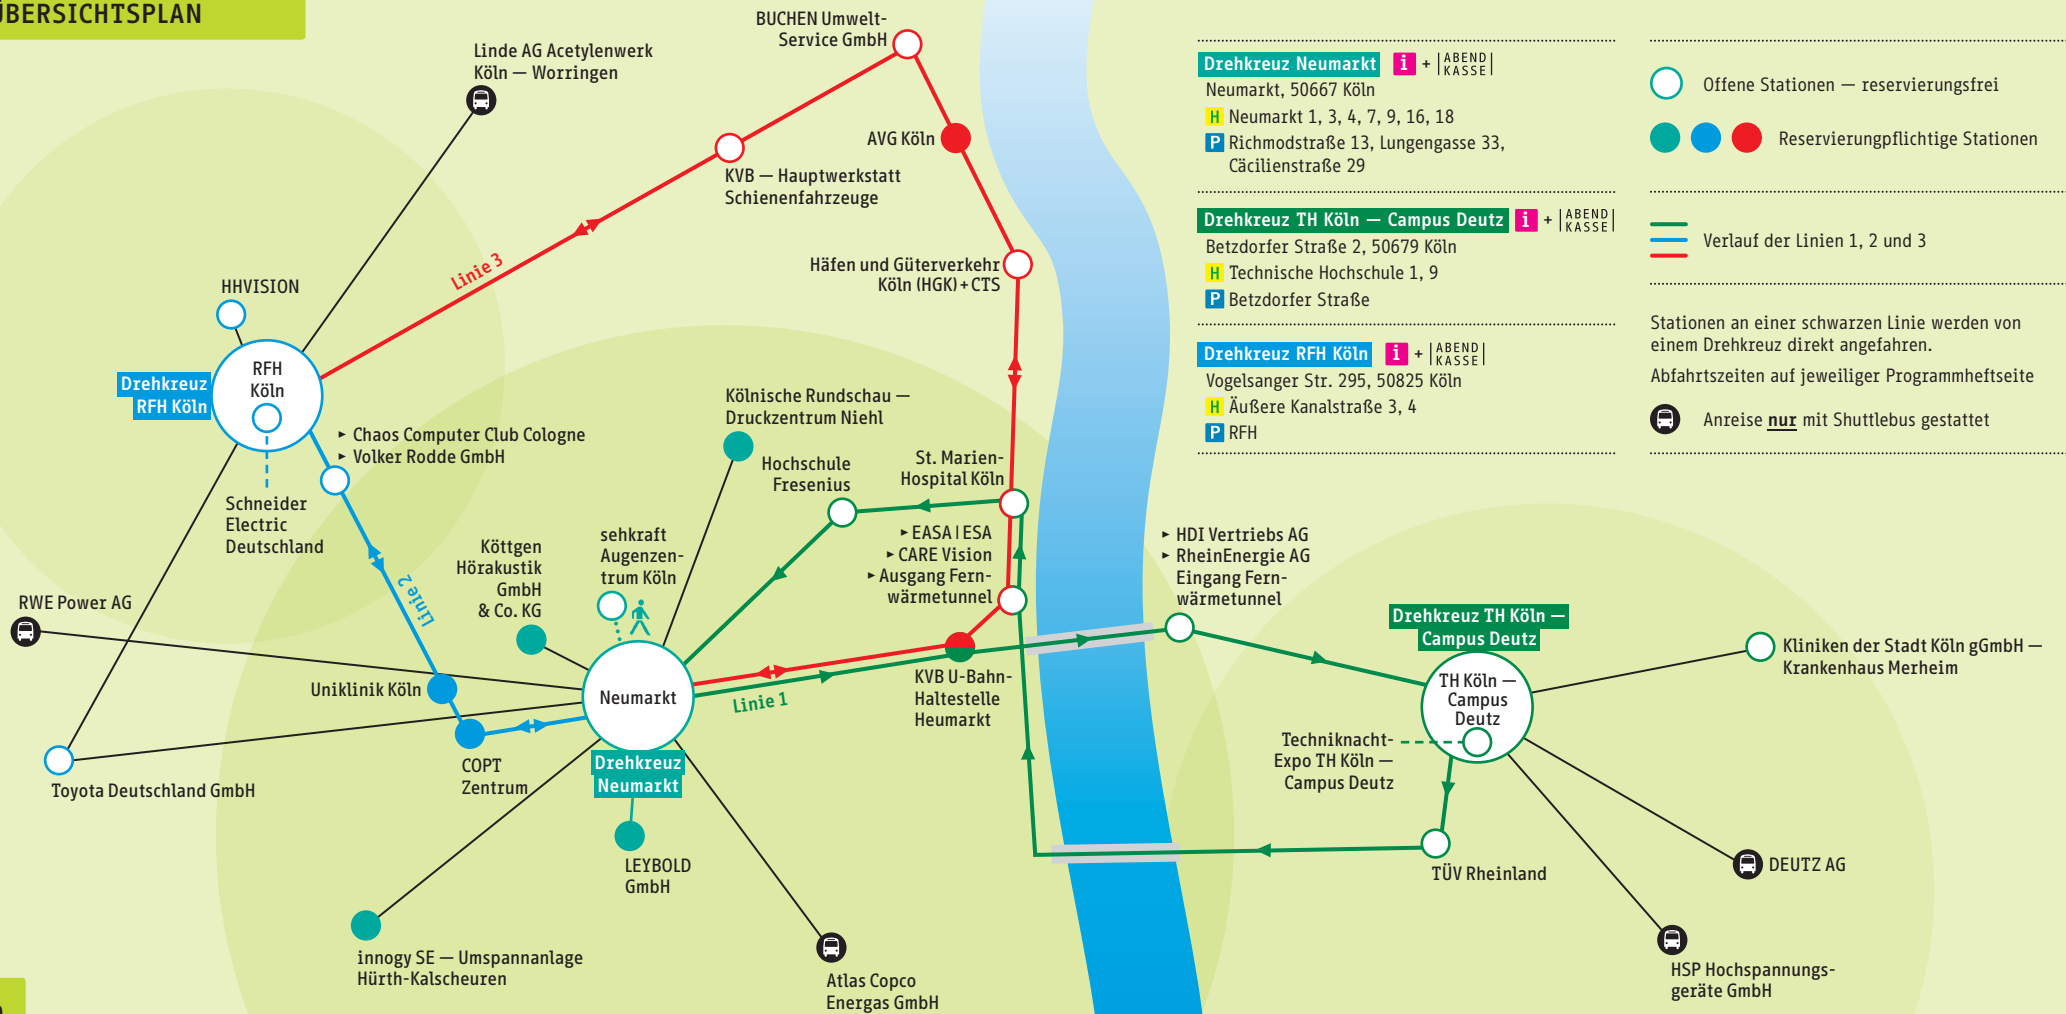 ÜBERSICHTSPLAN
Linde AG Acetylenwerk
Köln — Worringen
BUCHEN Umwelt-
Service GmbH
AVG Köln
KVB — Hauptwerkstatt
Schienenfahrzeuge
Linie 3
Häfen und Güterverkehr
Köln (HGK) + CTS
HHVISION
RFH
Köln
Drehkreuz
RFH Köln
▸ Chaos Computer Club Cologne
▸ Volker Rodde GmbH
Schneider
Electric
Deutschland
Linie 2
RWE Power AG
Toyota Deutschland GmbH
Uniklinik Köln
COPT
Zentrum
Kölnische Rundschau —
Druckzentrum Niehl
Hochschule
Fresenius
St. Marien-
Hospital Köln
▸ EASA | ESA
▸ CARE Vision
▸ Ausgang Fern-
wärmetunnel
sehkraft
Augenzen-
trum Köln
Köttgen
Hörakustik
GmbH
& Co. KG
Neumarkt
Drehkreuz
Neumarkt
Linie 1
KVB U-Bahn-
Haltestelle
Heumarkt
LEYBOLD
GmbH
innogy SE — Umspannanlage
Hürth-Kalscheuren
Atlas Copco
Energas GmbH
▸ HDI Vertriebs AG
▸ RheinEnergie AG
Eingang Fern-
wärmetunnel
Drehkreuz TH Köln —
Campus Deutz
TH Köln —
Campus
Deutz
Techniknacht-
Expo TH Köln —
Campus Deutz
TÜV Rheinland
Kliniken der Stadt Köln gGmbH —
Krankenhaus Merheim
DEUTZ AG
HSP Hochspannungs-
geräte GmbH
Drehkreuz Neumarkt i + |ABEND KASSE|
Neumarkt, 50667 Köln
H Neumarkt 1, 3, 4, 7, 9, 16, 18
P Richmodstraße 13, Lungengasse 33,
Cäcilienstraße 29
Drehkreuz TH Köln — Campus Deutz i + |ABEND KASSE|
Betzdorfer Straße 2, 50679 Köln
H Technische Hochschule 1, 9
P Betzdorfer Straße
Drehkreuz RFH Köln i + |ABEND KASSE|
Vogelsanger Str. 295, 50825 Köln
H Äußere Kanalstraße 3, 4
P RFH
Offene Stationen — reservierungsfrei
Reservierungpflichtige Stationen
Verlauf der Linien 1, 2 und 3
Stationen an einer schwarzen Linie werden von
einem Drehkreuz direkt angefahren.
Abfahrtszeiten auf jeweiliger Programmheftseite
Anreise nur mit Shuttlebus gestattet